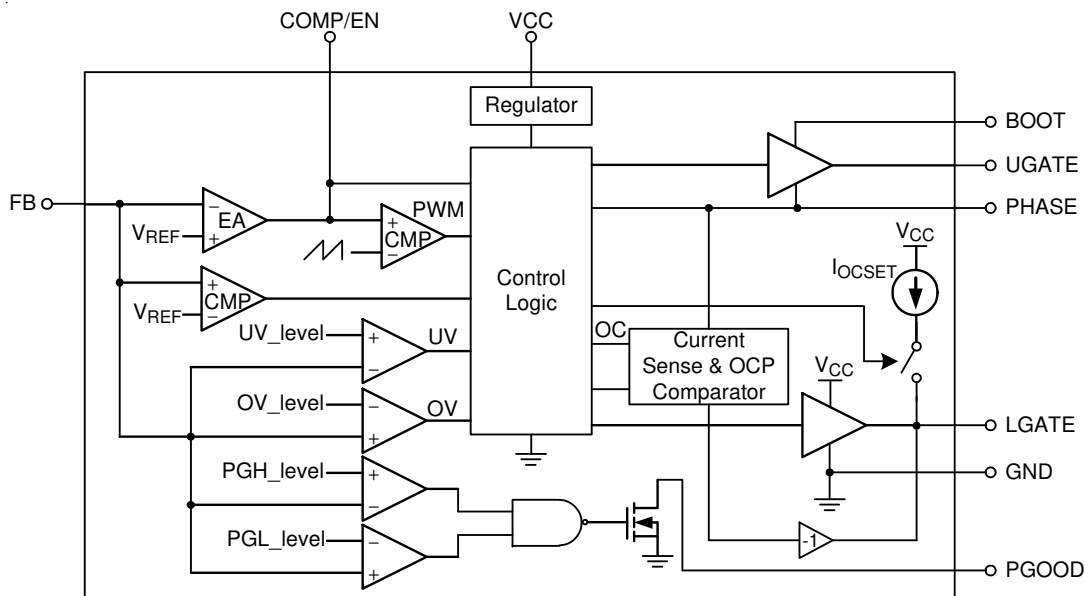 COMP/EN
VCC
Regulator
BOOT
UGATE
PHASE
FB
VREF
−
+
EA
PWM
+
−
CMP
VREF
+
−
CMP
Control
Logic
VCC
IOCSET
UV_level
+
−
UV
OC
Current
Sense & OCP
Comparator
VCC
OV_level
−
+
OV
LGATE
GND
PGH_level
+
−
PGL_level
−
+
-1
PGOOD